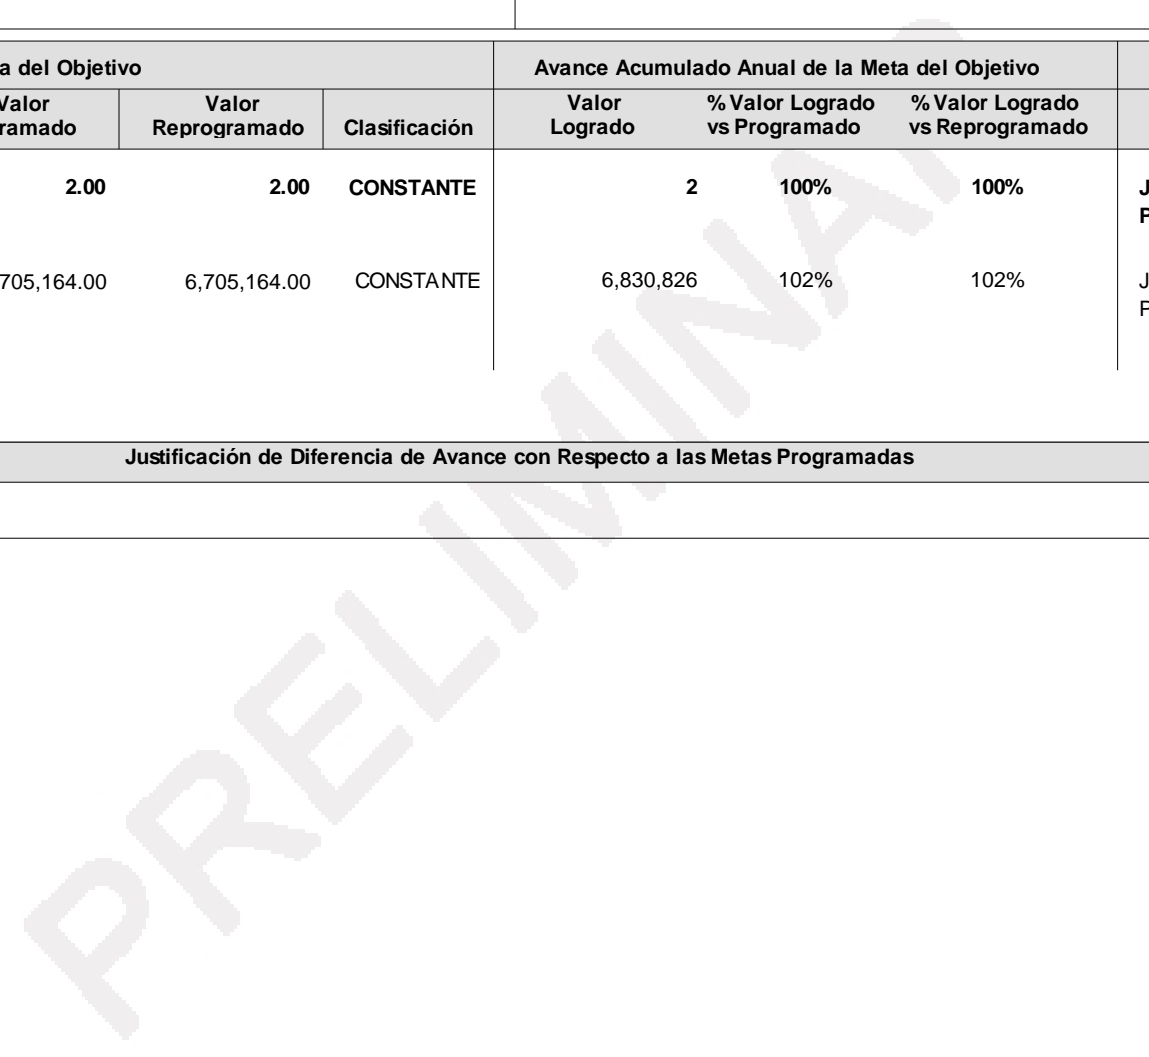 a del Objetivo Avance Acumulado Anual de la Meta del Objetivo
Valor Valor Valor % Valor Logrado % Valor Logrado
ramado Reprogramado Clasificación Logrado vs Programado vs Reprogramado
2.00 2.00 CONSTANTE 2 100% 100% J
P
705,164.00 6,705,164.00 CONSTANTE 6,830,826 102% 102% J
P
Justificación de Diferencia de Avance con Respecto a las Metas Programadas
PRELIMINAR